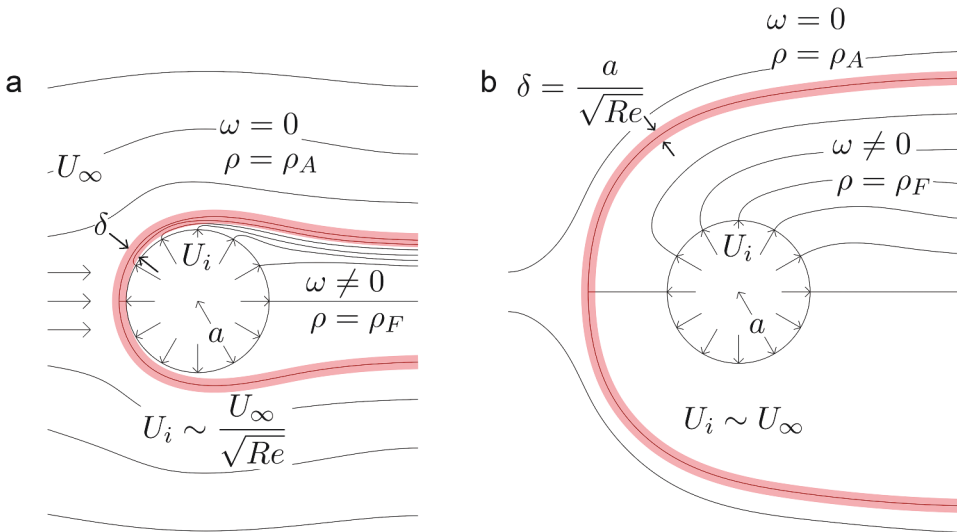 a
ω = 0
ρ = ρ_A
U_∞
δ
U_i
ω ≠ 0
ρ = ρ_F
a
U_i ∼ U_∞/√Re
b
δ = a/√Re
ω = 0
ρ = ρ_A
ω ≠ 0
ρ = ρ_F
U_i
a
U_i ∼ U_∞